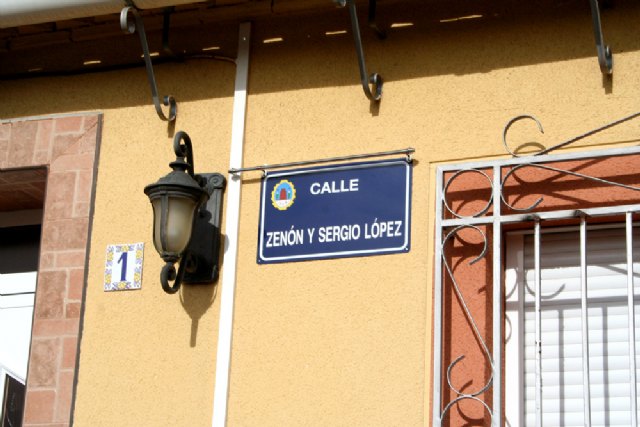 CALLE
ZENÓN Y SERGIO LÓPEZ
1